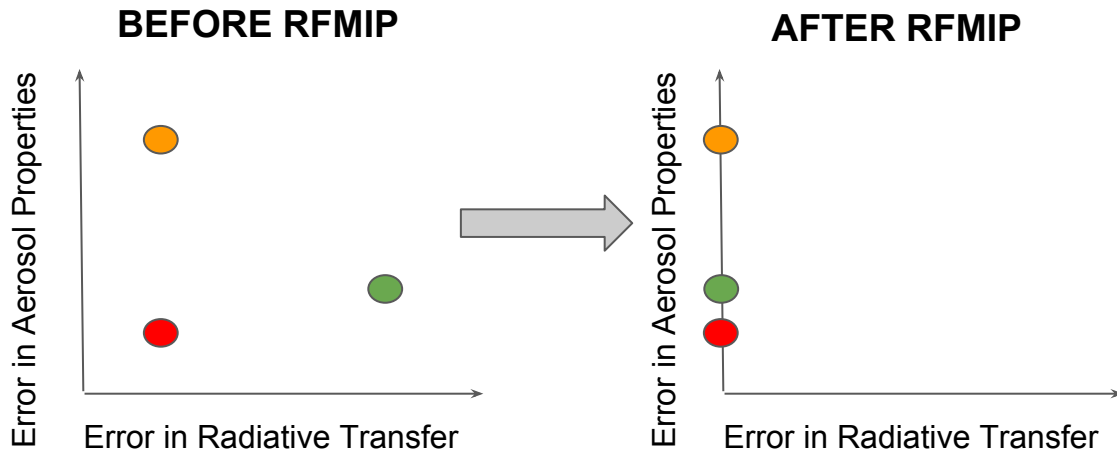 BEFORE RFMIP
Error in Aerosol Properties
Error in Radiative Transfer
AFTER RFMIP
Error in Aerosol Properties
Error in Radiative Transfer